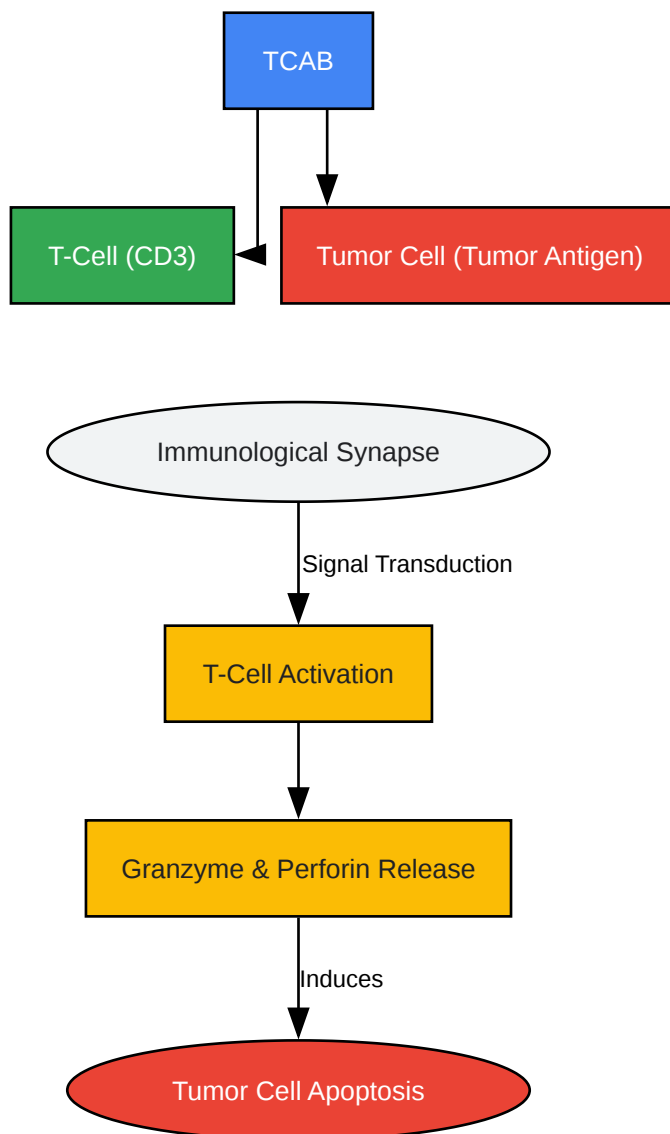 TCAB
T-Cell (CD3)
Tumor Cell (Tumor Antigen)
Immunological Synapse
Signal Transduction
T-Cell Activation
Granzyme & Perforin Release
Induces
Tumor Cell Apoptosis